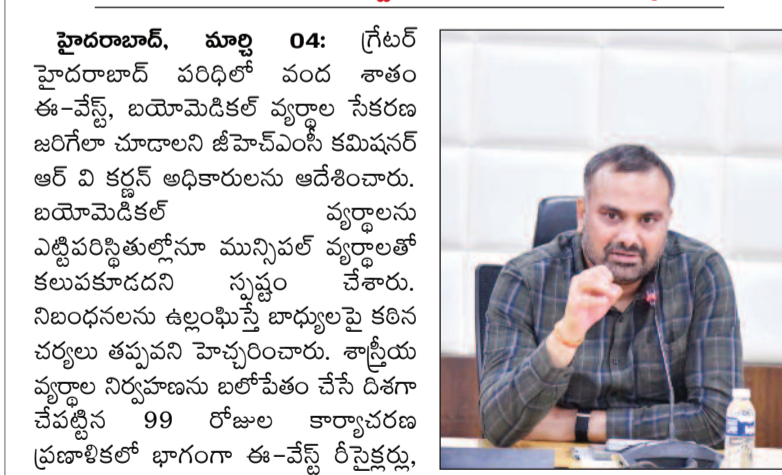 హైదరాబాద్, మార్చి 04: గ్రేటర్
హైదరాబాద్ పరిధిలో వంద శాతం
ఈ-వేస్ట్, బయోమెడికల్ వ్యర్థాల సేకరణ
జరిగేలా చూడాలని జీహెచ్ఎంసీ కమిషనర్
ఆర్ వి కర్ణన్ అధికారులను ఆదేశించారు.
బయోమెడికల్ వ్యర్థాలను
ఎట్టిపరిస్థితుల్లోనూ మున్సిపల్ వ్యర్థాలతో
కలుపకూడదని స్పష్టం చేశారు.
నిబంధనలను ఉల్లంఘిస్తే బాధ్యులపై కఠిన
చర్యలు తప్పవని హెచ్చరించారు. శాస్త్రీయ
వ్యర్థాల నిర్వహణను బలోపేతం చేసే దిశగా
చేపట్టిన 99 రోజుల కార్యాచరణ
ప్రణాళికలో భాగంగా ఈ-వేస్ట్ రీసైక్లర్లు,